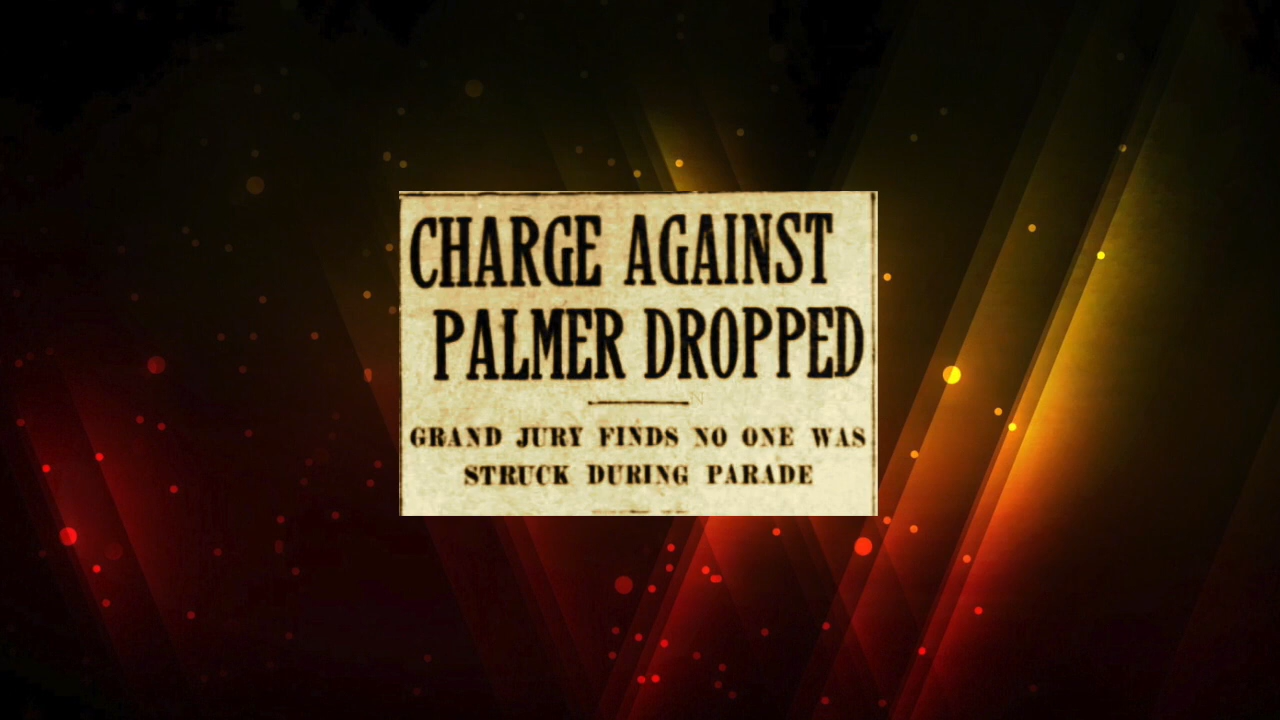 CHARGE AGAINST
PALMER DROPPED
GRAND JURY FINDS NO ONE WAS
STRUCK DURING PARADE